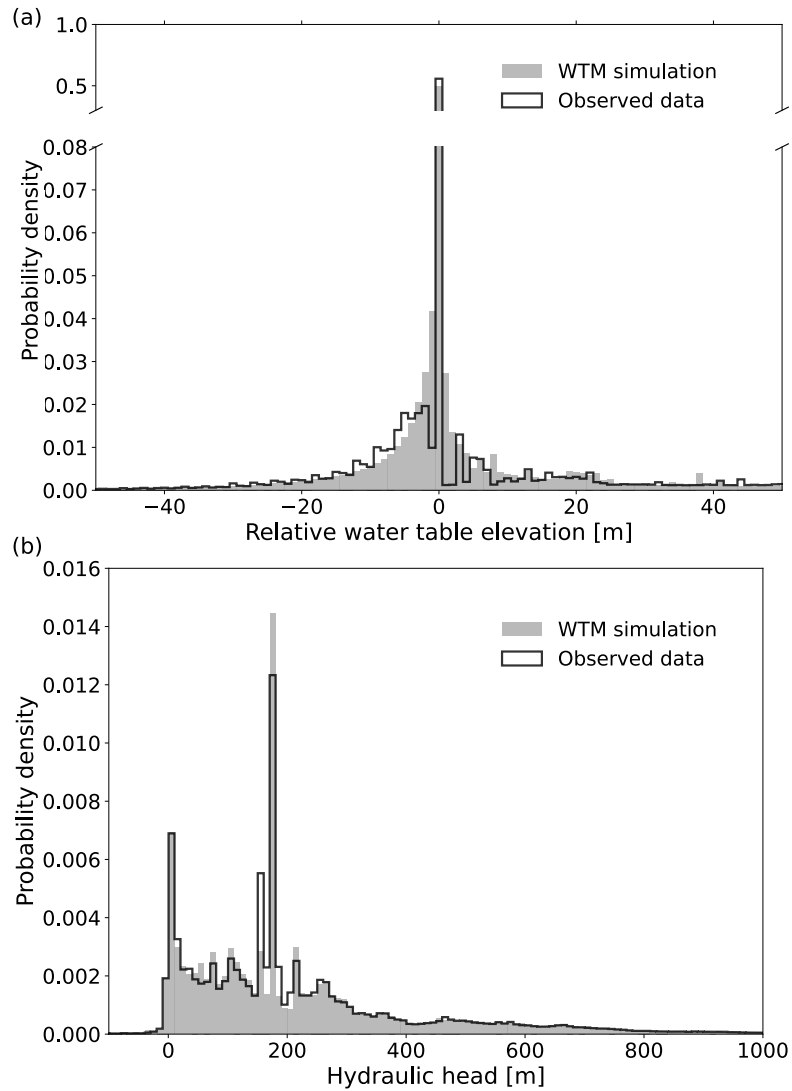 (a)
1.0
0.5
0.08
0.07
0.06
0.05
0.04
0.03
0.02
0.01
0.00
Probability density
WTM simulation
Observed data
−40 −20 0 20 40
Relative water table elevation [m]
(b)
0.016
0.014
0.012
0.010
0.008
0.006
0.004
0.002
0.000
Probability density
WTM simulation
Observed data
0 200 400 600 800 1000
Hydraulic head [m]